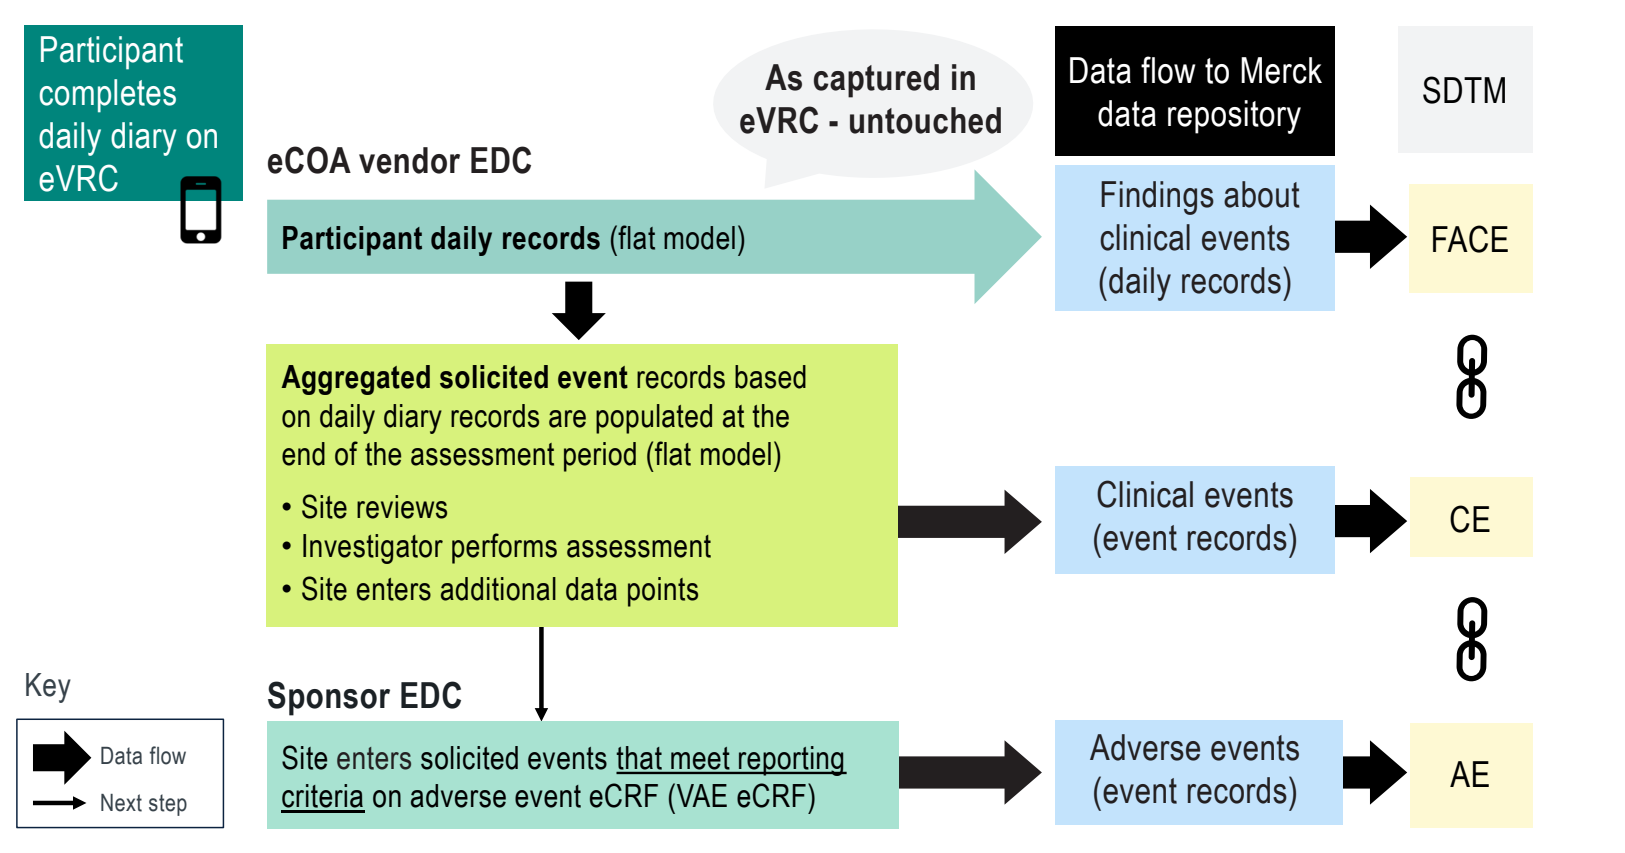 Participant
completes
daily diary on
eVRC
eCOA vendor EDC
As captured in
eVRC - untouched
Data flow to Merck
data repository
SDTM
Participant daily records (flat model)
Findings about
clinical events
(daily records)
FACE
Aggregated solicited event records based
on daily diary records are populated at the
end of the assessment period (flat model)
• Site reviews
• Investigator performs assessment
• Site enters additional data points
Clinical events
(event records)
CE
Sponsor EDC
Site enters solicited events that meet reporting
criteria on adverse event eCRF (VAE eCRF)
Adverse events
(event records)
AE
Key
Data flow
Next step